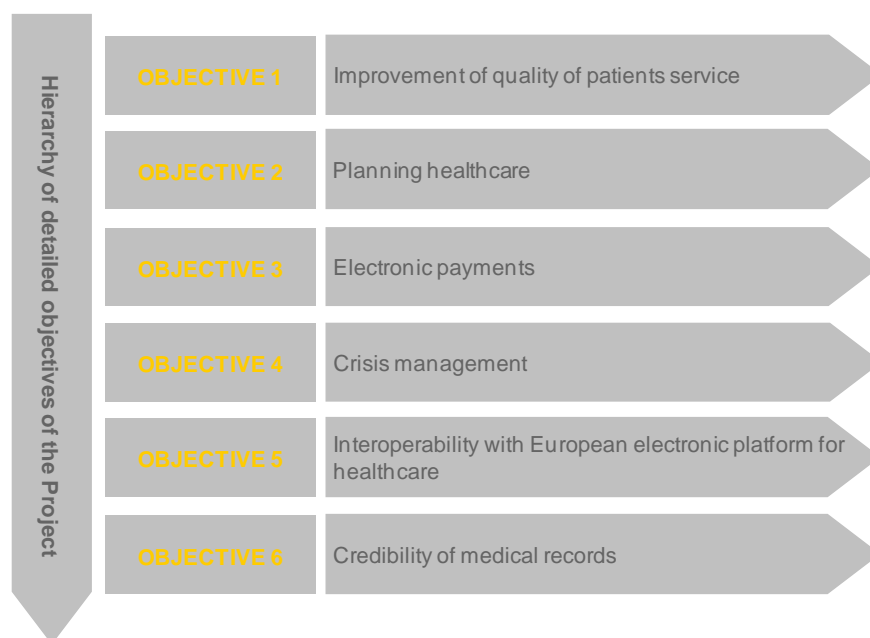 Hierarchy of detailed objectives of the Project
OBJECTIVE 1
Improvement of quality of patients service
OBJECTIVE 2
Planning healthcare
OBJECTIVE 3
Electronic payments
OBJECTIVE 4
Crisis management
OBJECTIVE 5
Interoperability with European electronic platform for
healthcare
OBJECTIVE 6
Credibility of medical records